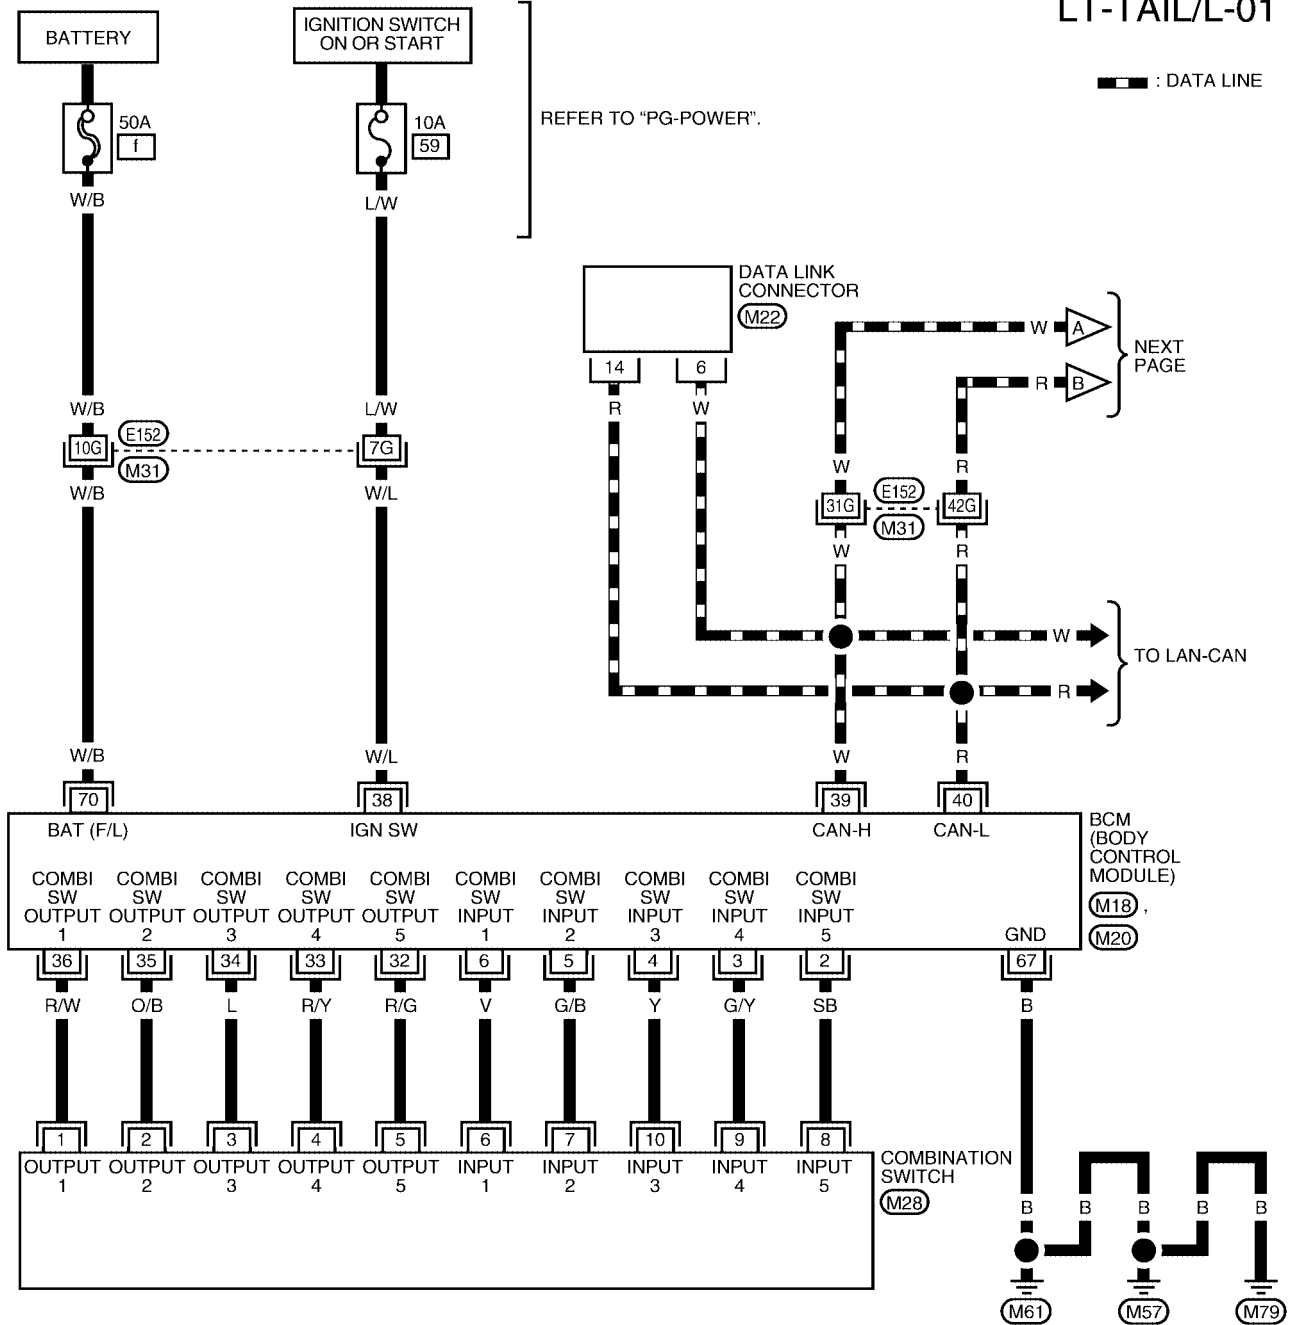 LT-TAIL/L-01
BATTERY
IGNITION SWITCH
ON OR START
: DATA LINE
50A
f
10A
59
REFER TO “PG-POWER”.
W/B
L/W
DATA LINK
CONNECTOR
M22
14
6
R
W
W A
R B
NEXT
PAGE
W/B
L/W
10G
E152
M31
7G
W/B
W/L
W
R
31G
E152
M31
42G
W
R
W
R
TO LAN-CAN
W/B
W/L
W
R
70
38
39
40
BAT (F/L)
IGN SW
CAN-H
CAN-L
BCM
(BODY
CONTROL
MODULE)
M18 ,
M20
COMBI COMBI COMBI COMBI COMBI COMBI COMBI COMBI COMBI COMBI
SW SW SW SW SW SW SW SW SW SW
OUTPUT OUTPUT OUTPUT OUTPUT OUTPUT INPUT INPUT INPUT INPUT INPUT
1 2 3 4 5 1 2 3 4 5 GND
36 35 34 33 32 6 5 4 3 2 67
R/W O/B L R/Y R/G V G/B Y G/Y SB B
1 2 3 4 5 6 7 10 9 8
OUTPUT OUTPUT OUTPUT OUTPUT OUTPUT INPUT INPUT INPUT INPUT INPUT
1 2 3 4 5 1 2 3 4 5
COMBINATION
SWITCH
M28
B B B B B
M61 M57 M79